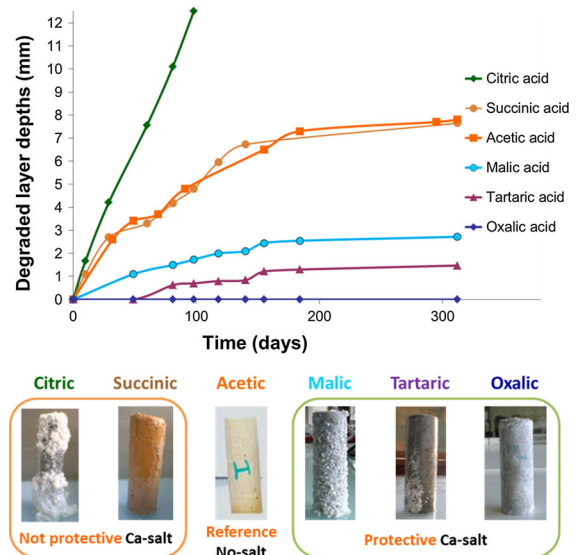 Degraded layer depths (mm)
12
11
10
9
8
7
6
5
4
3
2
1
0
0
100
200
300
Time (days)
Citric acid
Succinic acid
Acetic acid
Malic acid
Tartaric acid
Oxalic acid
Citric Succinic Acetic Malic Tartaric Oxalic
Not protective Ca-salt
Reference
No-salt
Protective Ca-salt